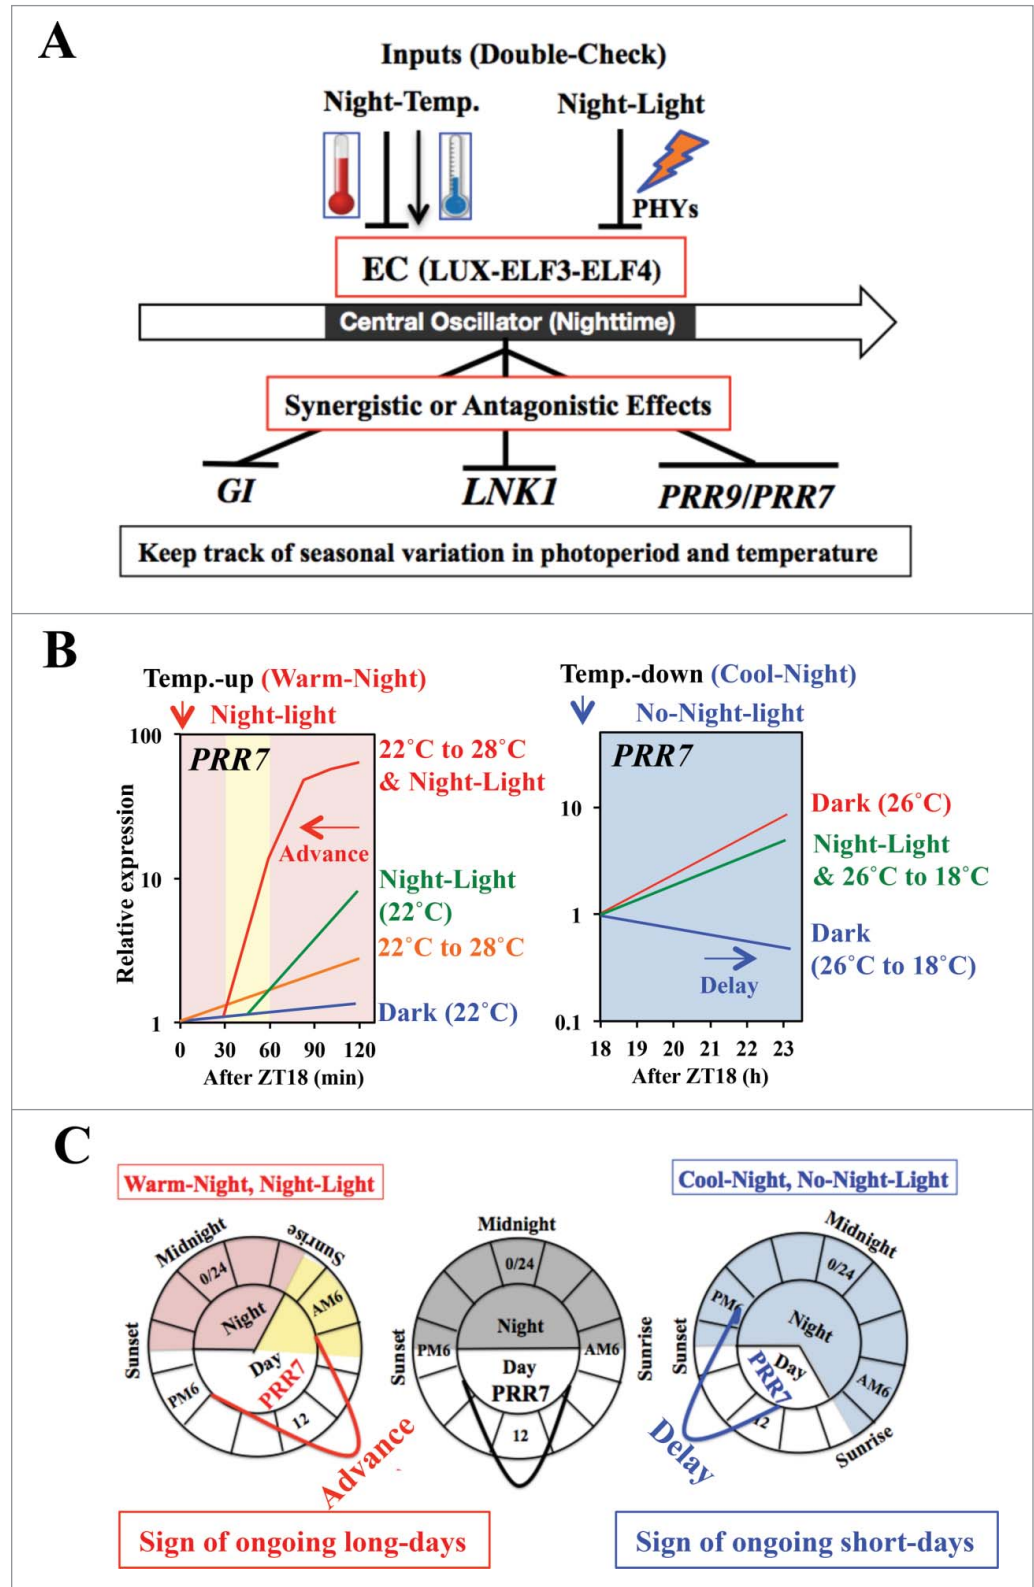 A
Inputs (Double-Check)
Night-Temp.
Night-Light
PHYs
EC (LUX-ELF3-ELF4)
Central Oscillator (Nighttime)
Synergistic or Antagonistic Effects
GI
LNK1
PRR9/PRR7
Keep track of seasonal variation in photoperiod and temperature
B
Temp.-up (Warm-Night)
Night-light
PRR7
Relative expression
100
10
1
22˚C to 28˚C
& Night-Light
Advance
Night-Light
(22˚C)
22˚C to 28˚C
Dark (22˚C)
0 30 60 90 120
After ZT18 (min)
Temp.-down (Cool-Night)
No-Night-light
PRR7
10
1
0.1
Dark (26˚C)
Night-Light
& 26˚C to 18˚C
Dark
(26˚C to 18˚C)
Delay
18 19 20 21 22 23
After ZT18 (h)
C
Warm-Night, Night-Light
Midnight
Sunrise
0/24
AM6
Night
Sunset
Day
PRR7
PM6
12
Advance
Sign of ongoing long-days
Midnight
0/24
Night
Sunset
PM6
AM6
Sunrise
Day
PRR7
12
Cool-Night, No-Night-Light
Midnight
0/24
PM6
Night
Sunset
Day
PRR7
AM6
12
Sunrise
Delay
Sign of ongoing short-days